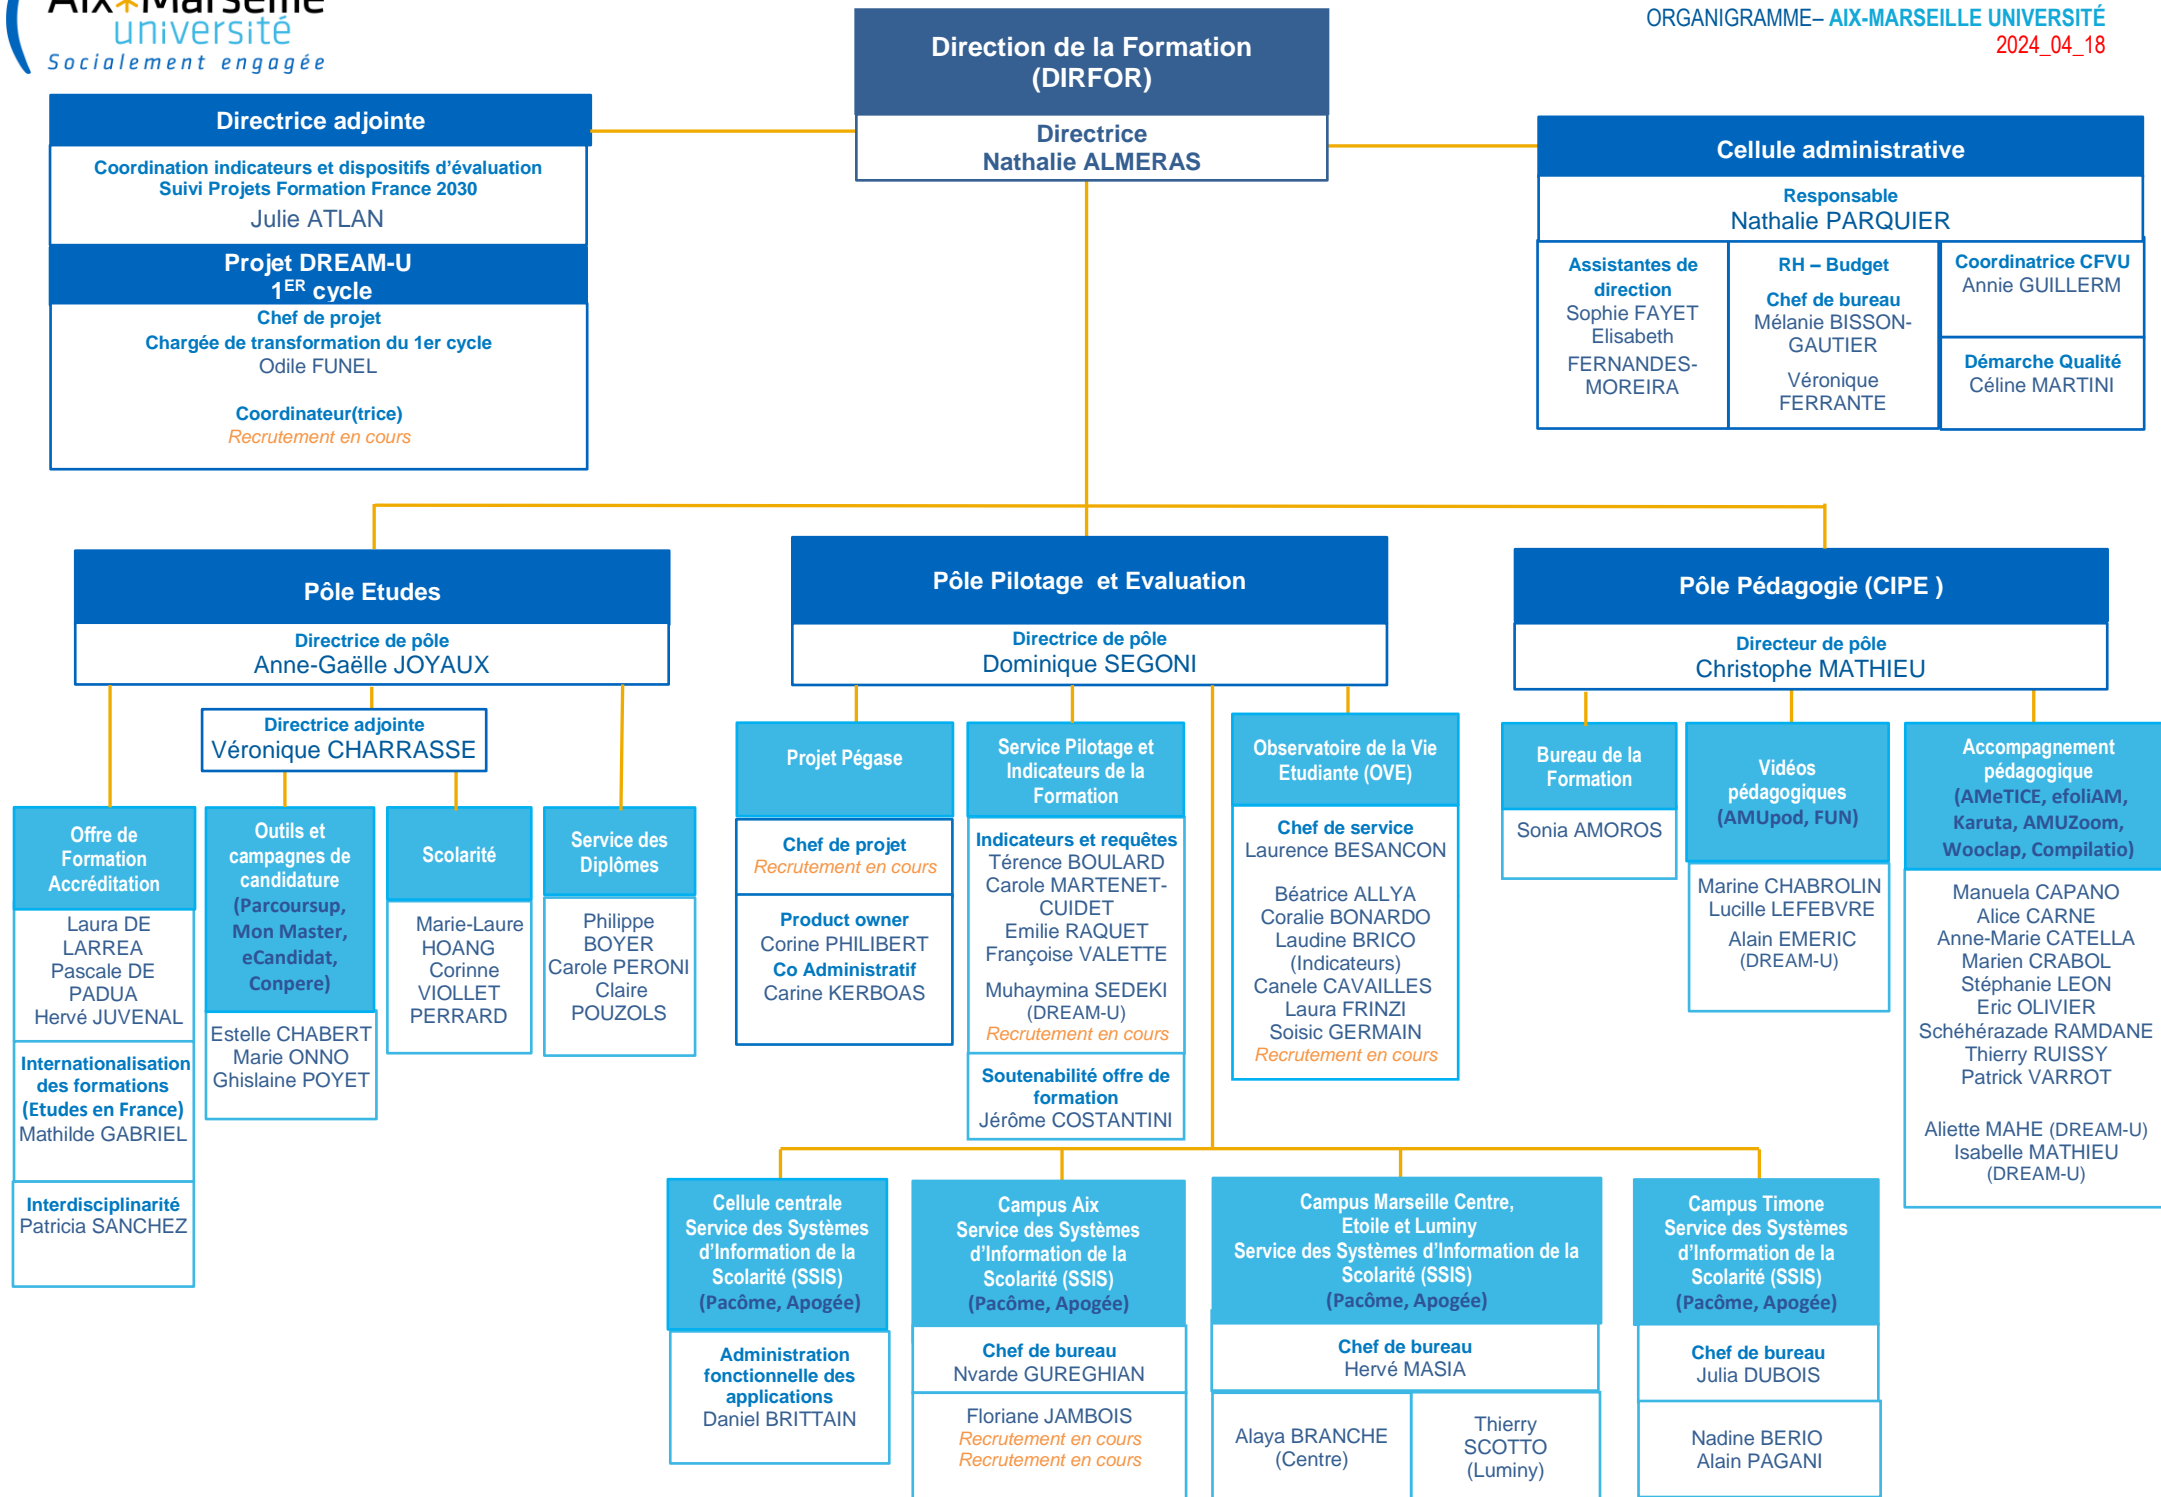 Aix*Marseille
université
Socialement engagée
ORGANIGRAMME– AIX-MARSEILLE UNIVERSITÉ
2024_04_18
Direction de la Formation
(DIRFOR)
Directrice
Nathalie ALMERAS
Directrice adjointe
Coordination indicateurs et dispositifs d’évaluation
Suivi Projets Formation France 2030
Julie ATLAN
Projet DREAM-U
1ER cycle
Chef de projet
Chargée de transformation du 1er cycle
Odile FUNEL
Coordinateur(trice)
Recrutement en cours
Cellule administrative
Responsable
Nathalie PARQUIER
Assistantes de
direction
Sophie FAYET
Elisabeth
FERNANDES-
MOREIRA
RH – Budget
Chef de bureau
Mélanie BISSON-
GAUTIER
Véronique
FERRANTE
Coordinatrice CFVU
Annie GUILLERM
Démarche Qualité
Céline MARTINI
Pôle Etudes
Directrice de pôle
Anne-Gaëlle JOYAUX
Directrice adjointe
Véronique CHARRASSE
Offre de
Formation
Accréditation
Laura DE
LARREA
Pascale DE
PADUA
Hervé JUVENAL
Internationalisation
des formations
(Etudes en France)
Mathilde GABRIEL
Interdisciplinarité
Patricia SANCHEZ
Outils et
campagnes de
candidature
(Parcoursup,
Mon Master,
eCandidat,
Conpere)
Estelle CHABERT
Marie ONNO
Ghislaine POYET
Scolarité
Marie-Laure
HOANG
Corinne
VIOLLET
PERRARD
Service des
Diplômes
Philippe
BOYER
Carole PERONI
Claire
POUZOLS
Pôle Pilotage et Evaluation
Directrice de pôle
Dominique SEGONI
Projet Pégase
Chef de projet
Recrutement en cours
Product owner
Corine PHILIBERT
Co Administratif
Carine KERBOAS
Service Pilotage et
Indicateurs de la
Formation
Indicateurs et requêtes
Térence BOULARD
Carole MARTENET-
CUIDET
Emilie RAQUET
Françoise VALETTE
Muhaymina SEDEKI
(DREAM-U)
Recrutement en cours
Soutenabilité offre de
formation
Jérôme COSTANTINI
Observatoire de la Vie
Etudiante (OVE)
Chef de service
Laurence BESANCON
Béatrice ALLYA
Coralie BONARDO
Laudine BRICO
(Indicateurs)
Canele CAVAILLES
Laura FRINZI
Soisic GERMAIN
Recrutement en cours
Pôle Pédagogie (CIPE )
Directeur de pôle
Christophe MATHIEU
Bureau de la
Formation
Sonia AMOROS
Vidéos
pédagogiques
(AMUpod, FUN)
Marine CHABROLIN
Lucille LEFEBVRE
Alain EMERIC
(DREAM-U)
Accompagnement
pédagogique
(AMeTICE, efoliAM,
Karuta, AMUZoom,
Wooclap, Compilatio)
Manuela CAPANO
Alice CARNE
Anne-Marie CATELLA
Marien CRABOL
Stéphanie LEON
Eric OLIVIER
Schéhérazade RAMDANE
Thierry RUISSY
Patrick VARROT
Aliette MAHE (DREAM-U)
Isabelle MATHIEU
(DREAM-U)
Cellule centrale
Service des Systèmes
d’Information de la
Scolarité (SSIS)
(Pacôme, Apogée)
Administration
fonctionnelle des
applications
Daniel BRITTAIN
Campus Aix
Service des Systèmes
d’Information de la
Scolarité (SSIS)
(Pacôme, Apogée)
Chef de bureau
Nvarde GUREGHIAN
Floriane JAMBOIS
Recrutement en cours
Recrutement en cours
Campus Marseille Centre,
Etoile et Luminy
Service des Systèmes d’Information de la
Scolarité (SSIS)
(Pacôme, Apogée)
Chef de bureau
Hervé MASIA
Alaya BRANCHE
(Centre)
Thierry
SCOTTO
(Luminy)
Campus Timone
Service des Systèmes
d’Information de la
Scolarité (SSIS)
(Pacôme, Apogée)
Chef de bureau
Julia DUBOIS
Nadine BERIO
Alain PAGANI